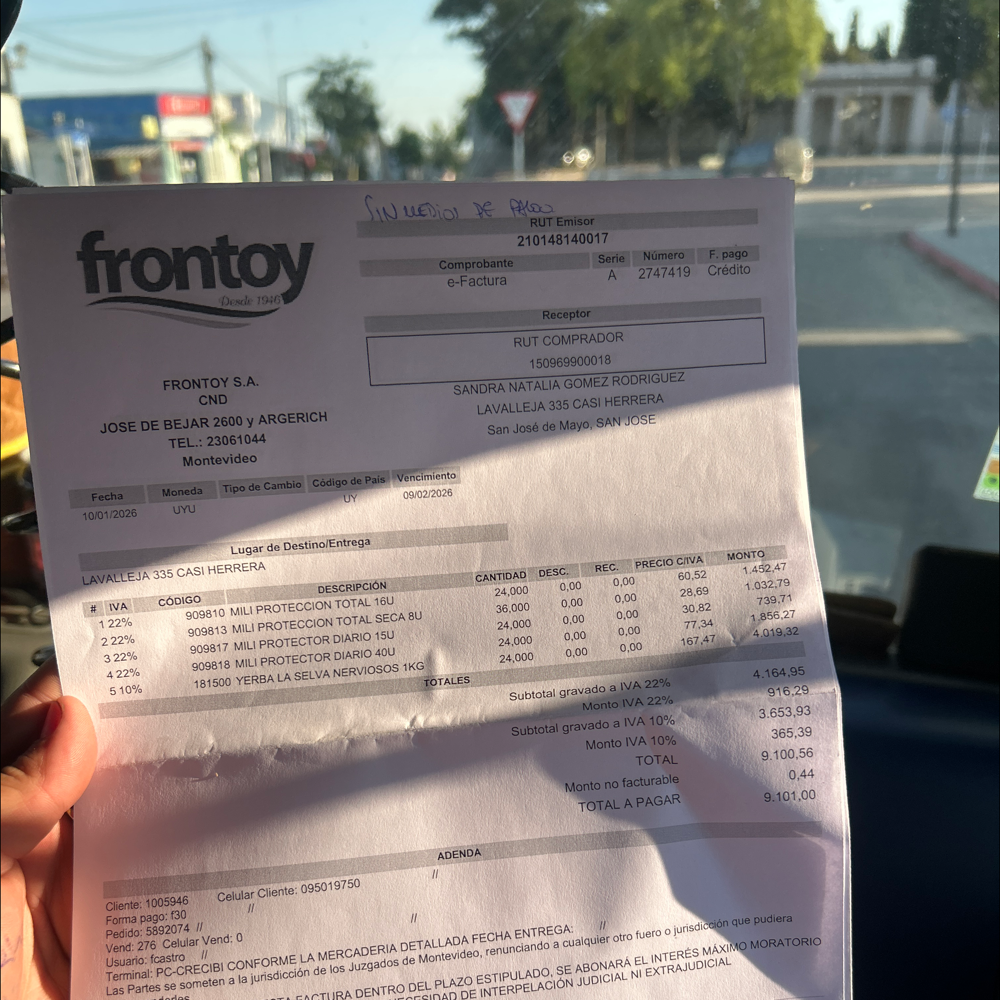 SIN MEDIOS DE PAGO
RUT Emisor
210148140017
frontoy
Desde 1946
Comprobante Serie Número F. pago
e-Factura A 2747419 Crédito
Receptor
RUT COMPRADOR
150969900018
SANDRA NATALIA GOMEZ RODRIGUEZ
LAVALLEJA 335 CASI HERRERA
San José de Mayo, SAN JOSE
FRONTOY S.A.
CND
JOSE DE BEJAR 2600 y ARGERICH
TEL.: 23061044
Montevideo
Fecha Moneda Tipo de Cambio Código de País Vencimiento
10/01/2026 UYU UY 09/02/2026
Lugar de Destino/Entrega
LAVALLEJA 335 CASI HERRERA
# IVA CÓDIGO DESCRIPCIÓN CANTIDAD DESC. REC. PRECIO C/IVA MONTO
1 22% 909810 MILI PROTECCION TOTAL 16U 24,000 0,00 0,00 60,52 1.452,47
2 22% 909813 MILI PROTECCION TOTAL SECA 8U 36,000 0,00 0,00 28,69 1.032,79
3 22% 909817 MILI PROTECTOR DIARIO 15U 24,000 0,00 0,00 30,82 739,71
4 22% 909818 MILI PROTECTOR DIARIO 40U 24,000 0,00 0,00 77,34 1.856,27
5 10% 181500 YERBA LA SELVA NERVIOSOS 1KG 24,000 0,00 0,00 167,47 4.019,32
TOTALES
Subtotal gravado a IVA 22% 4.164,95
Monto IVA 22% 916,29
Subtotal gravado a IVA 10% 3.653,93
Monto IVA 10% 365,39
TOTAL 9.100,56
Monto no facturable 0,44
TOTAL A PAGAR 9.101,00
ADENDA
Cliente: 1005946 Celular Cliente: 095019750 //
Forma pago: f30 //
Pedido: 5892074 // //
Vend: 276 Celular Vend: 0
Usuario: fcastro // //
Terminal: PC-CRECIBI CONFORME LA MERCADERIA DETALLADA FECHA ENTREGA:
Las Partes se someten a la jurisdicción de los Juzgados de Montevideo, renunciando a cualquier otro fuero o jurisdicción que pudiera
FACTURA DENTRO DEL PLAZO ESTIPULADO, SE ABONARÁ EL INTERÉS MÁXIMO MORATORIO
NECESIDAD DE INTERPELACIÓN JUDICIAL NI EXTRAJUDICIAL